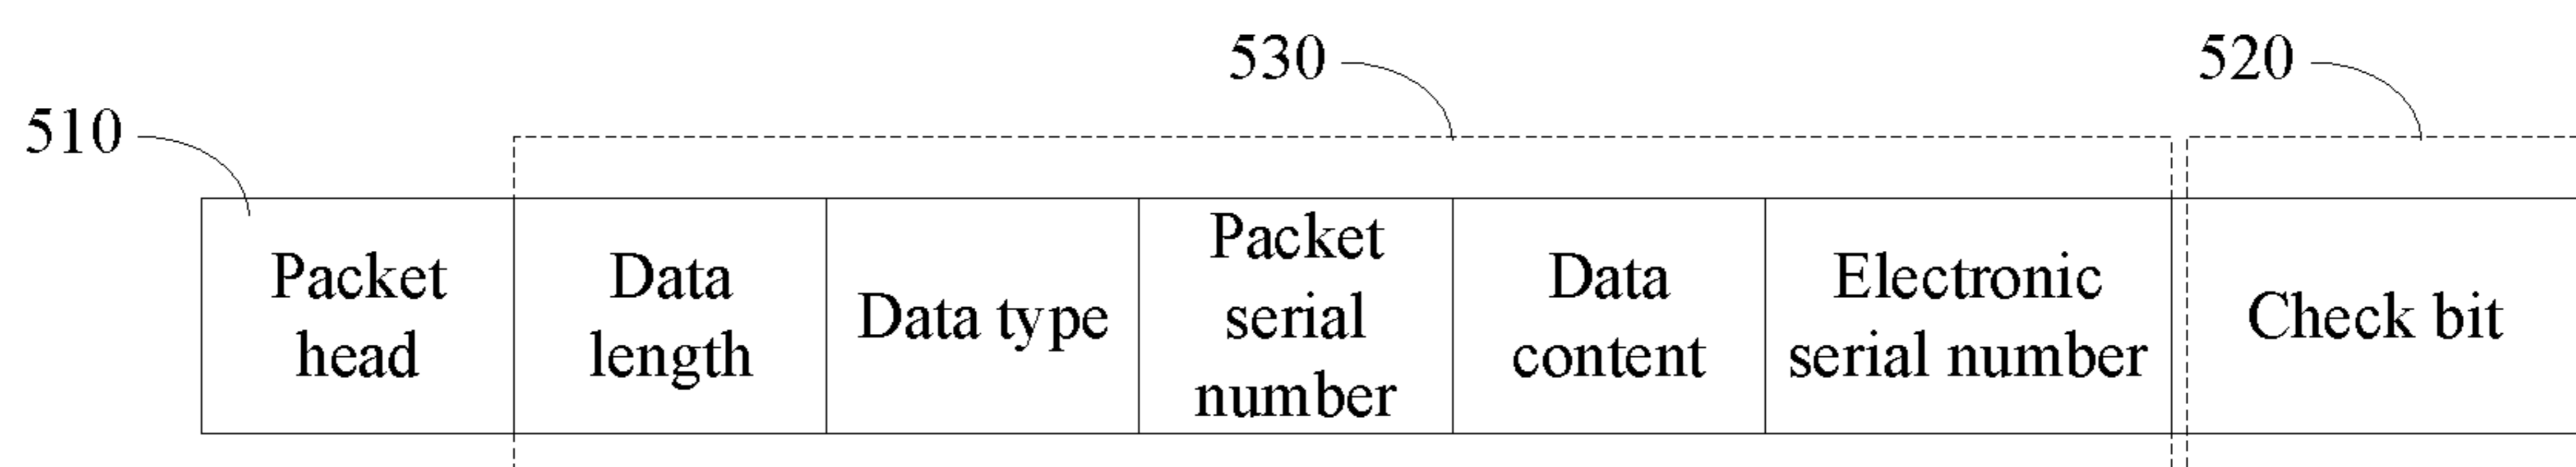 530
520
510
Packet
head
Data
length
Data type
Packet
serial
number
Data
content
Electronic
serial number
Check bit